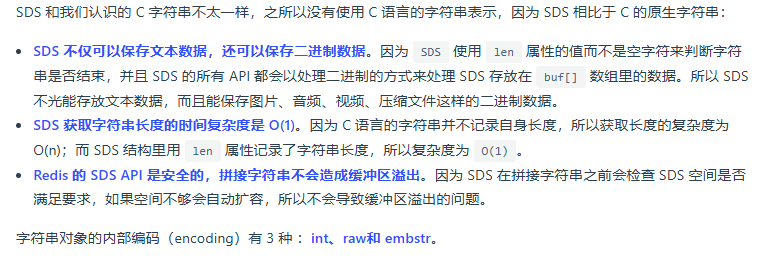 SDS 和我们认识的 C 字符串不太一样，之所以没有使用 C 语言的字符串表示，因为 SDS 相比于 C 的原生字符串：
SDS 不仅可以保存文本数据，还可以保存二进制数据。因为 SDS 使用 len 属性的值而不是空字符来判断字符
串是否结束，并且 SDS 的所有 API 都会以处理二进制的方式来处理 SDS 存放在 buf[] 数组里的数据。所以 SDS
不光能存放文本数据，而且能保存图片、音频、视频、压缩文件这样的二进制数据。
SDS 获取字符串长度的时间复杂度是 O(1)。因为 C 语言的字符串并不记录自身长度，所以获取长度的复杂度为
O(n)；而 SDS 结构里用 len 属性记录了字符串长度，所以复杂度为 O(1) 。
Redis 的 SDS API 是安全的，拼接字符串不会造成缓冲区溢出。因为 SDS 在拼接字符串之前会检查 SDS 空间是否
满足要求，如果空间不够会自动扩容，所以不会导致缓冲区溢出的问题。
字符串对象的内部编码（encoding）有 3 种 ：int、raw和 embstr。